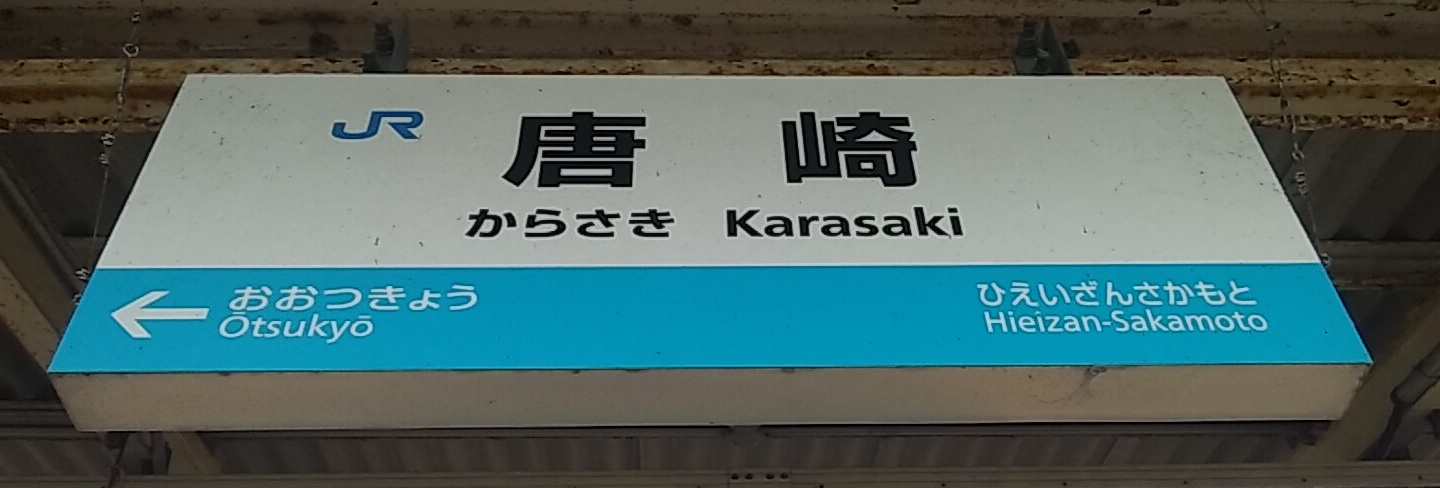 JR 唐崎
からさき Karasaki
← おおつきょう ひえいざんさかもと
Ōtsukyō Hieizan-Sakamoto